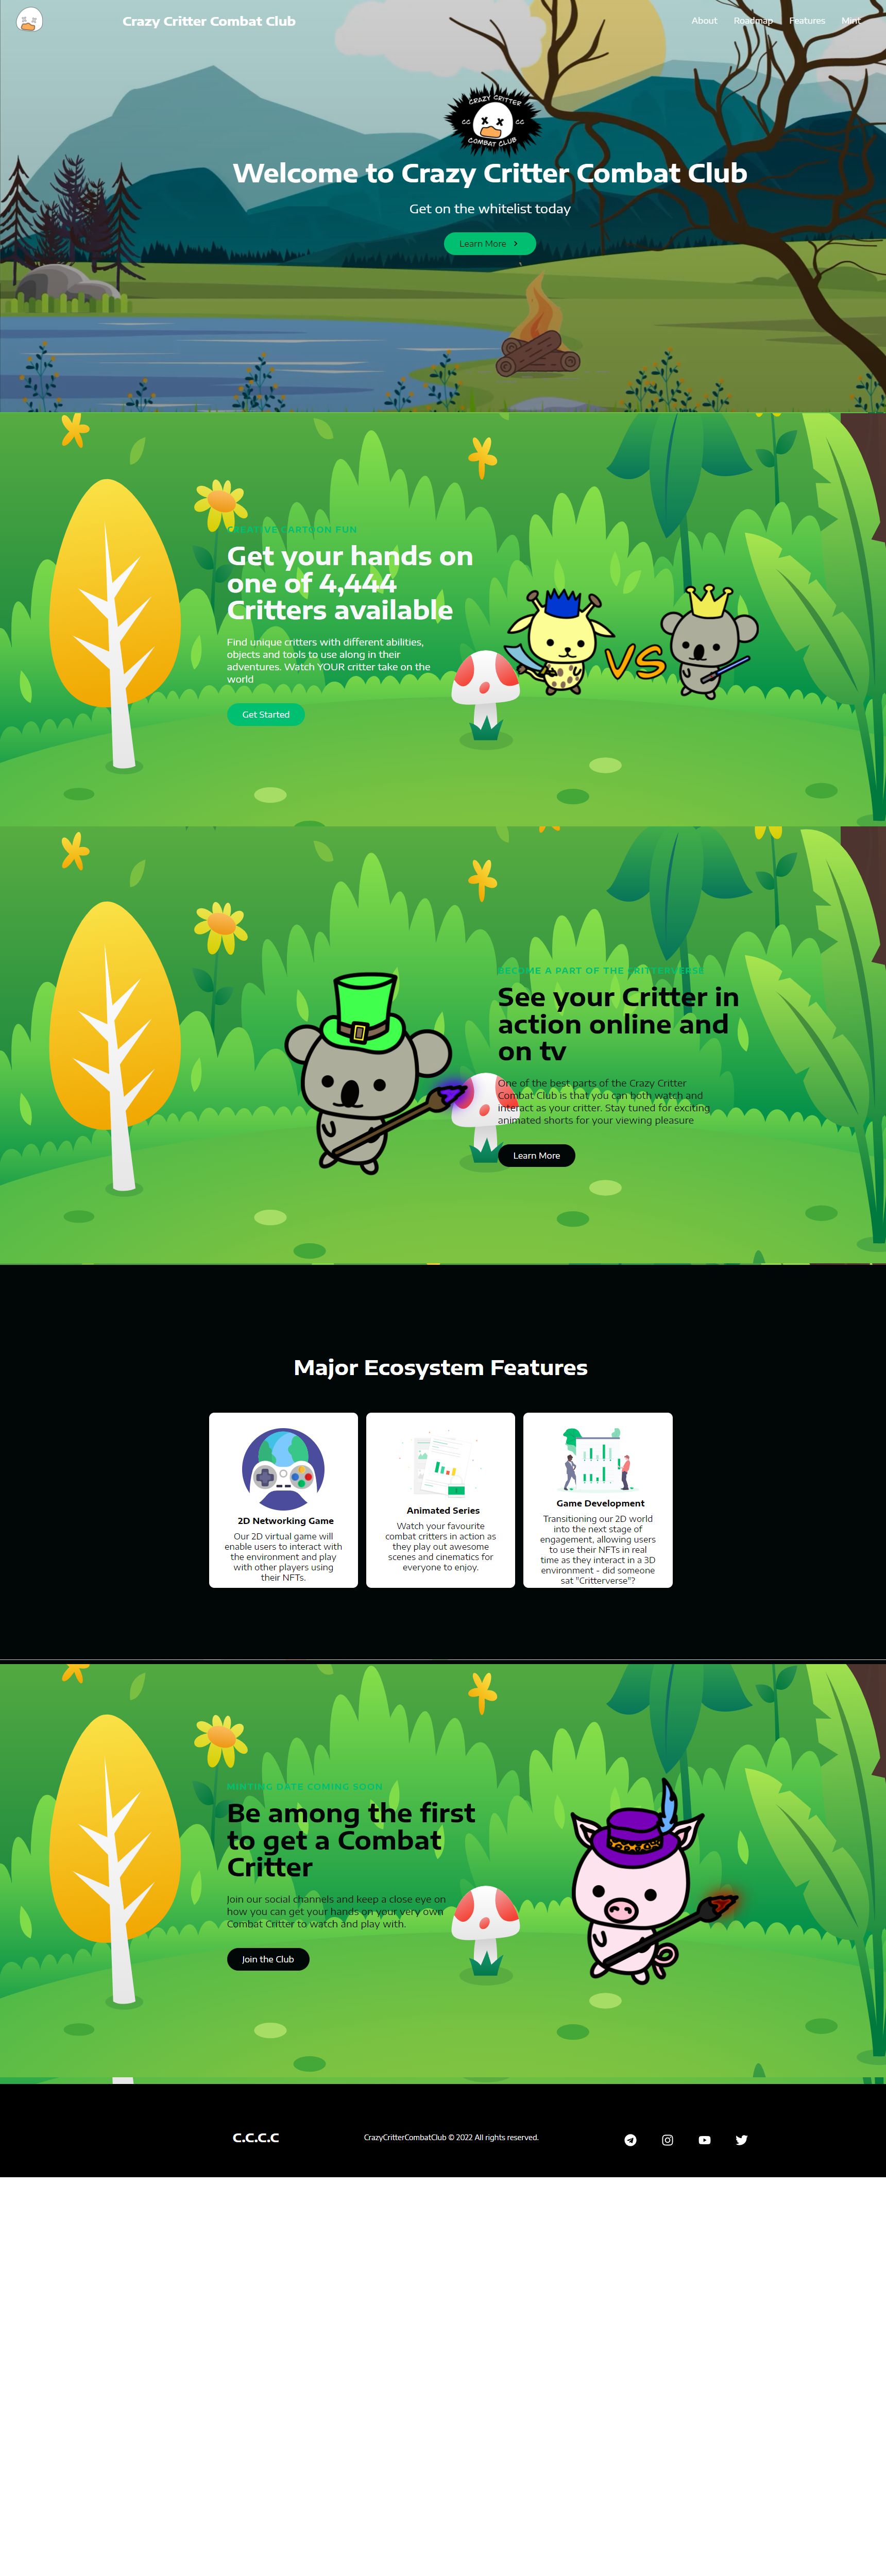 Crazy Critter Combat Club
About
Roadmap
Features
Mint
CRAZY CRITTER
CC
CC
COMBAT CLUB
Welcome to Crazy Critter Combat Club
Get on the whitelist today
Learn More
CREATIVE CARTOON FUN
Get your hands on
one of 4,444
Critters available
Find unique critters with different abilities,
objects and tools to use along in their
adventures. Watch YOUR critter take on the
world
Get Started
VS
BECOME A PART OF THE CRITTERVERSE
See your Critter in
action online and
on tv
One of the best parts of the Crazy Critter
Combat Club is that you can both watch and
interact as your critter. Stay tuned for exciting
animated shorts for your viewing pleasure
Learn More
Major Ecosystem Features
2D Networking Game
Our 2D virtual game will
enable users to interact with
the environment and play
with other players using
their NFTs.
Animated Series
Watch your favourite
combat critters in action as
they play out awesome
scenes and cinematics for
everyone to enjoy.
Game Development
Transitioning our 2D world
into the next stage of
engagement, allowing users
to use their NFTs in real
time as they interact in a 3D
environment - did someone
sat "Critterverse"?
MINTING DATE COMING SOON
Be among the first
to get a Combat
Critter
Join our social channels and keep a close eye on
how you can get your hands on your very own
Combat Critter to watch and play with.
Join the Club
C.C.C.C
CrazyCritterCombatClub © 2022 All rights reserved.